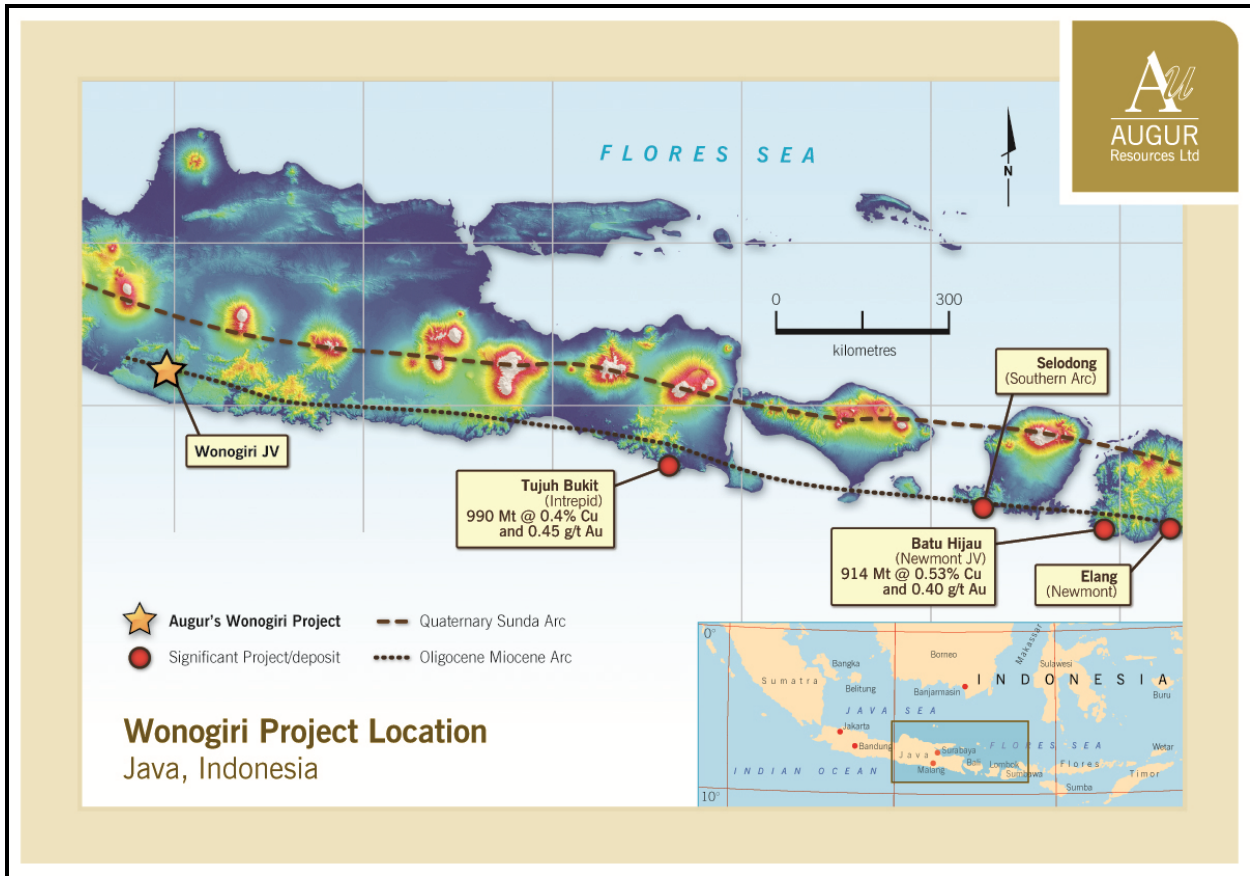 Au
AUGUR
Resources Ltd
FLORES SEA
N
0 300
kilometres
Selodong
(Southern Arc)
Wonogiri JV
Tujuh Bukit
(Intrepid)
990 Mt @ 0.4% Cu
and 0.45 g/t Au
Batu Hijau
(Newmont JV)
914 Mt @ 0.53% Cu
and 0.40 g/t Au
Elang
(Newmont)
Augur's Wonogiri Project
Quaternary Sunda Arc
Significant Project/deposit
Oligocene Miocene Arc
Wonogiri Project Location
Java, Indonesia
0°
Sumatra
Bangka
Belitung
Borneo
Banjarmasin
Makassar
Sulawesi
INDONESIA
Buru
JAVA SEA
Jakarta
Bandung
Java
Surabaya
Malang
Bali
Lombok
Sumbawa
FLORES SEA
Flores
Wetar
Timor
Sumba
INDIAN OCEAN
10°